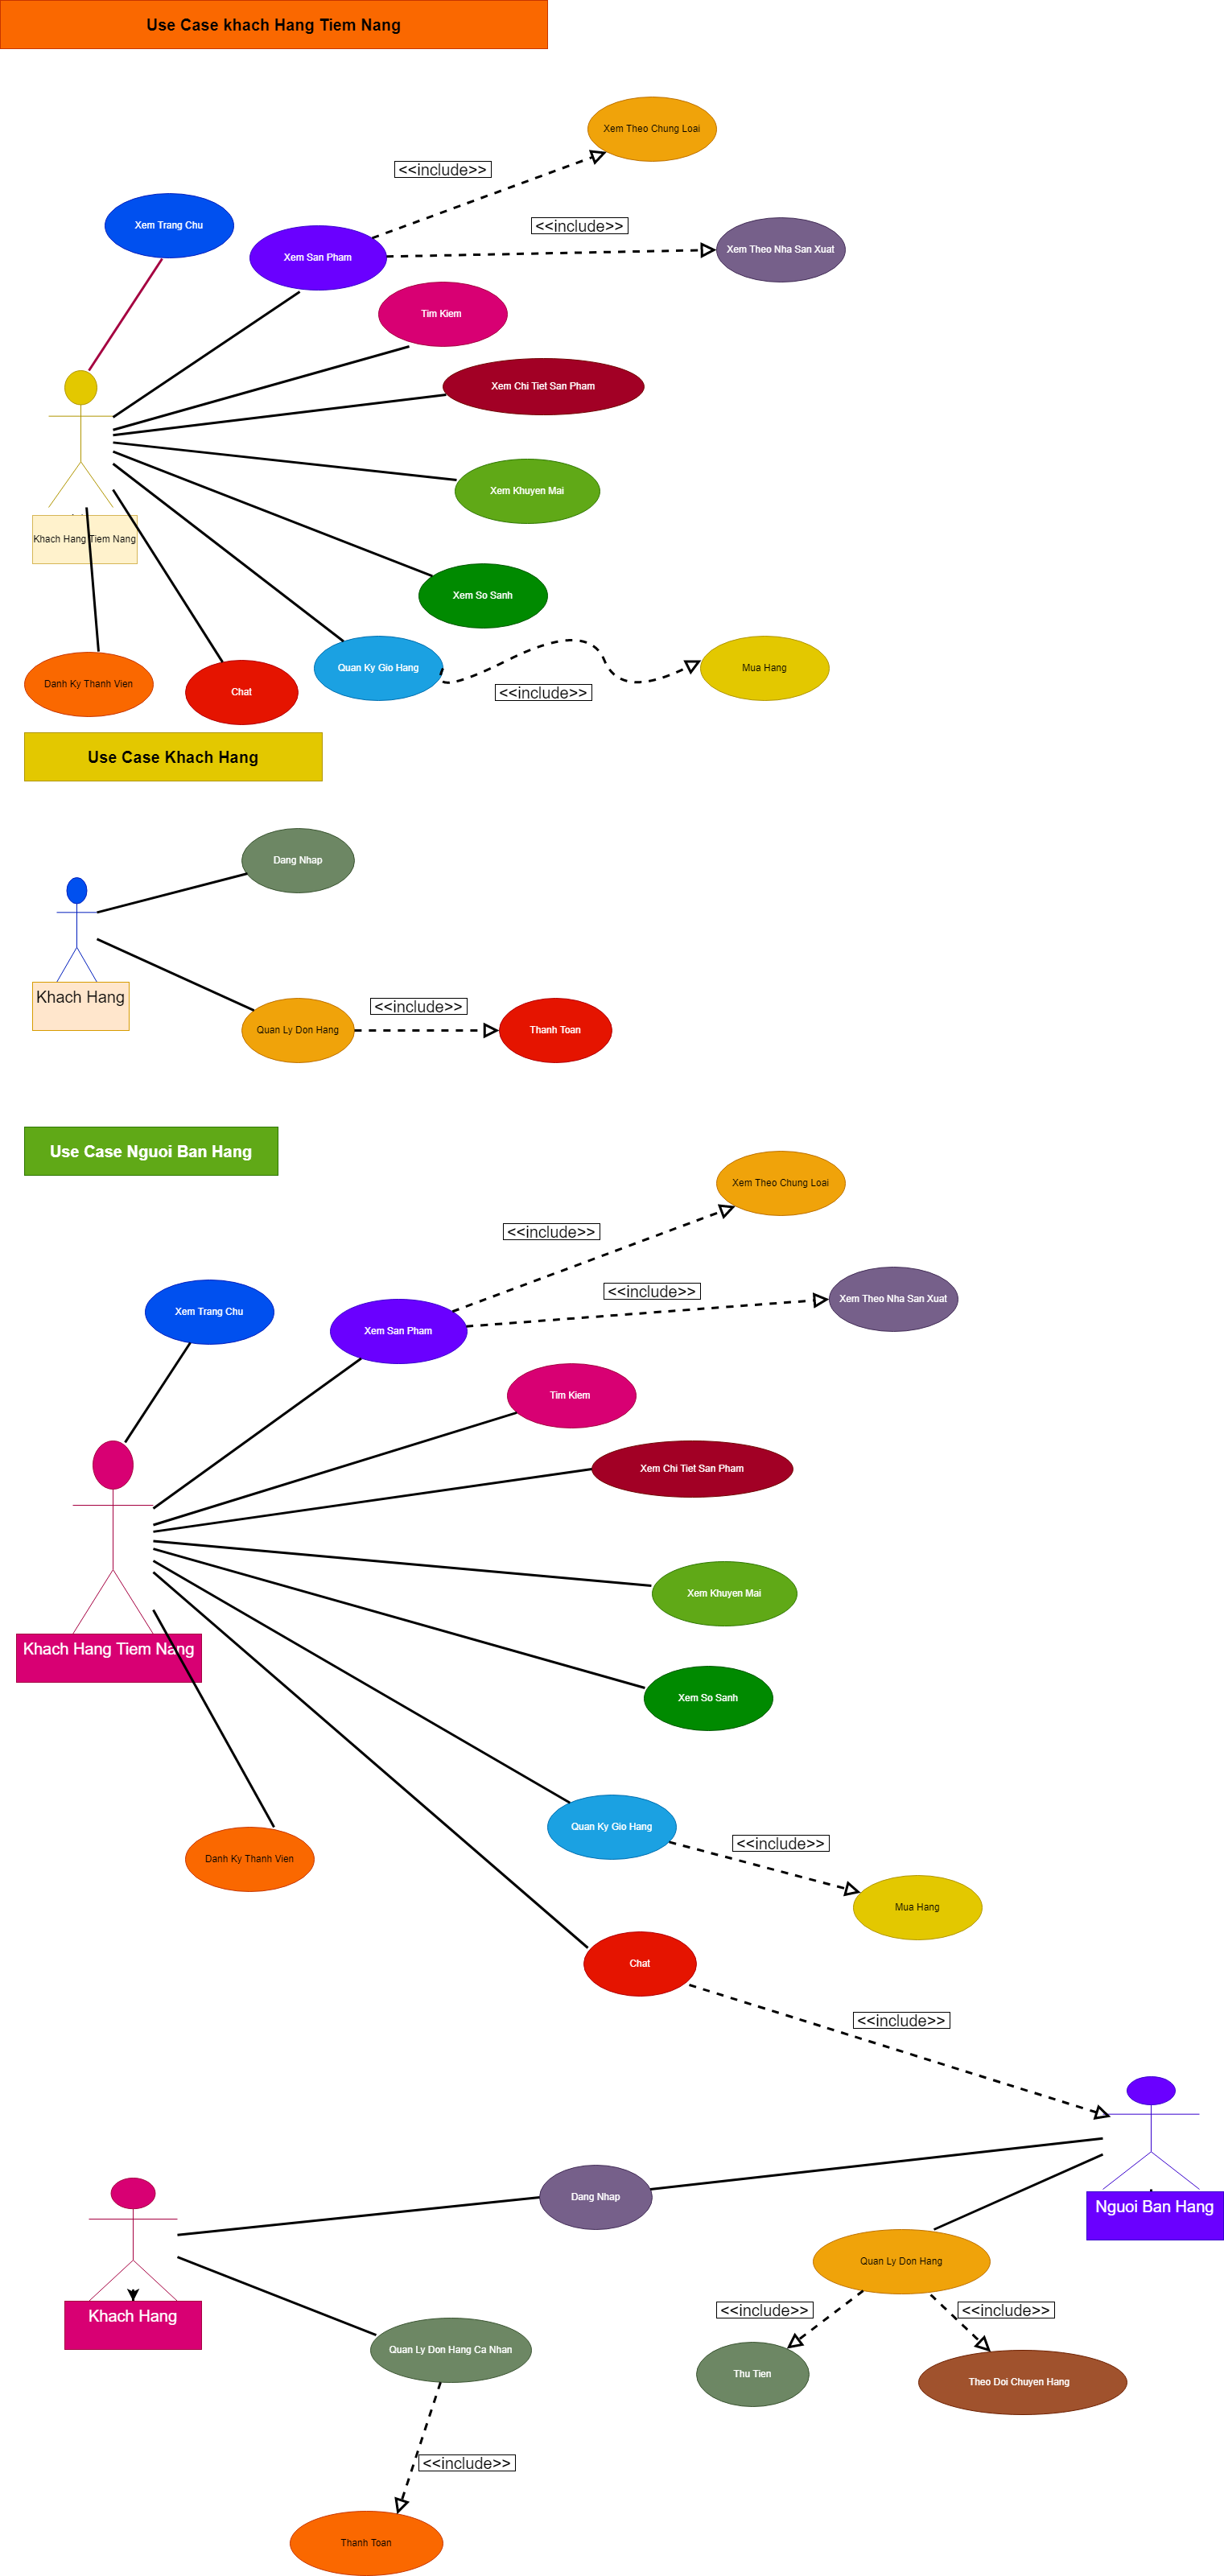 Use Case khach Hang Tiem Nang
Xem Theo Chung Loai
<<include>>
Xem Trang Chu
<<include>>
Xem San Pham
Xem Theo Nha San Xuat
Tim Kiem
Xem Chi Tiet San Pham
Xem Khuyen Mai
Khach Hang Tiem Nang
Xem So Sanh
Quan Ky Gio Hang
Mua Hang
Danh Ky Thanh Vien
Chat
<<include>>
Use Case Khach Hang
Dang Nhap
Khach Hang
<<include>>
Quan Ly Don Hang
Thanh Toan
Use Case Nguoi Ban Hang
Xem Theo Chung Loai
<<include>>
<<include>>
Xem Theo Nha San Xuat
Xem Trang Chu
Xem San Pham
Tim Kiem
Xem Chi Tiet San Pham
Xem Khuyen Mai
Khach Hang Tiem Nang
Xem So Sanh
Quan Ky Gio Hang
<<include>>
Danh Ky Thanh Vien
Mua Hang
Chat
<<include>>
Dang Nhap
Nguoi Ban Hang
Quan Ly Don Hang
<<include>>
<<include>>
Khach Hang
Quan Ly Don Hang Ca Nhan
Thu Tien
Theo Doi Chuyen Hang
<<include>>
Thanh Toan